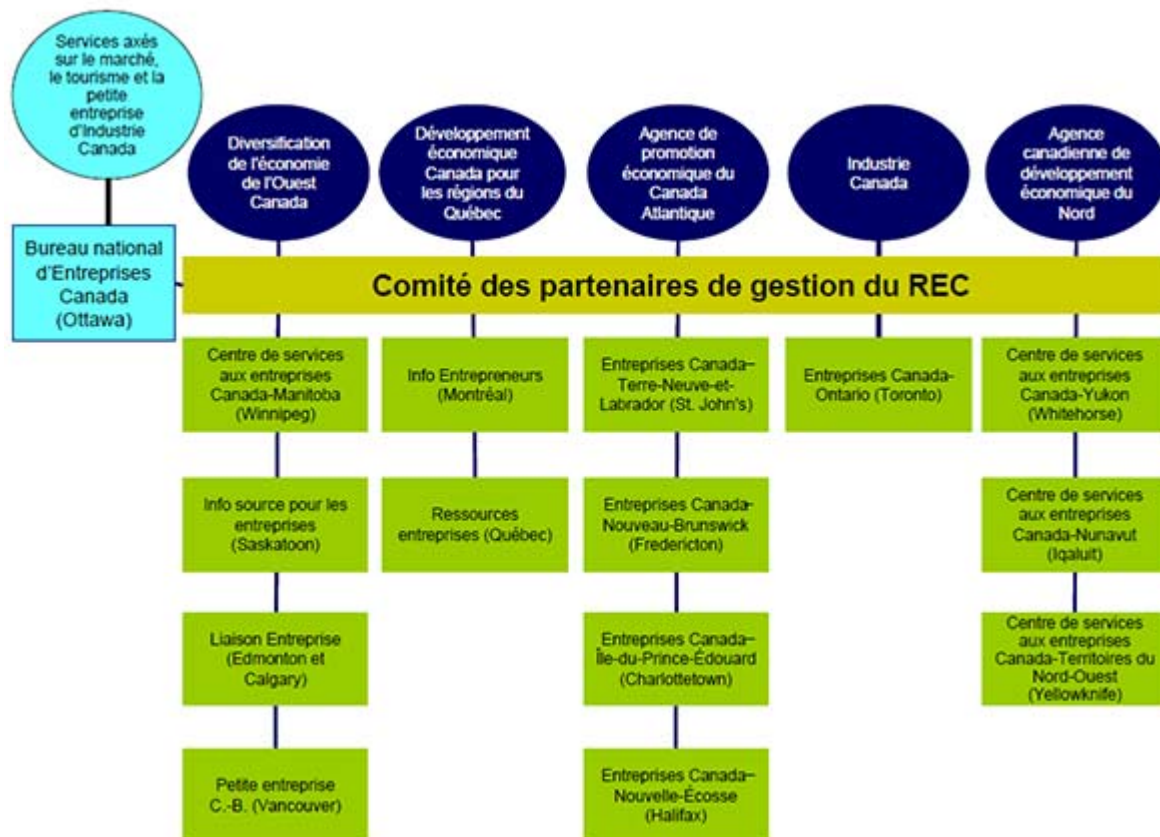 Services axés
sur le marché,
le tourisme et la
petite
entreprise
d'Industrie
Canada
Bureau national
d'Entreprises
Canada
(Ottawa)
Diversification
de l'économie
de l'Ouest
Canada
Développement
économique
Canada pour
les régions du
Québec
Agence de
promotion
économique du
Canada
Atlantique
Industrie
Canada
Agence
canadienne de
développement
économique du
Nord
Comité des partenaires de gestion du REC
Centre de services
aux entreprises
Canada-Manitoba
(Winnipeg)
Info source pour les
entreprises
(Saskatoon)
Liaison Entreprise
(Edmonton et
Calgary)
Petite entreprise
C.-B. (Vancouver)
Info Entrepreneurs
(Montréal)
Ressources
entreprises (Québec)
Entreprises Canada–
Terre-Neuve-et-
Labrador (St. John's)
Entreprises Canada–
Nouveau-Brunswick
(Fredericton)
Entreprises Canada–
Île-du-Prince-Édouard
(Charlottetown)
Entreprises Canada–
Nouvelle-Écosse
(Halifax)
Entreprises Canada-
Ontario (Toronto)
Centre de services
aux entreprises
Canada-Yukon
(Whitehorse)
Centre de services
aux entreprises
Canada-Nunavut
(Iqaluit)
Centre de services
aux entreprises
Canada-Territoires du
Nord-Ouest
(Yellowknife)